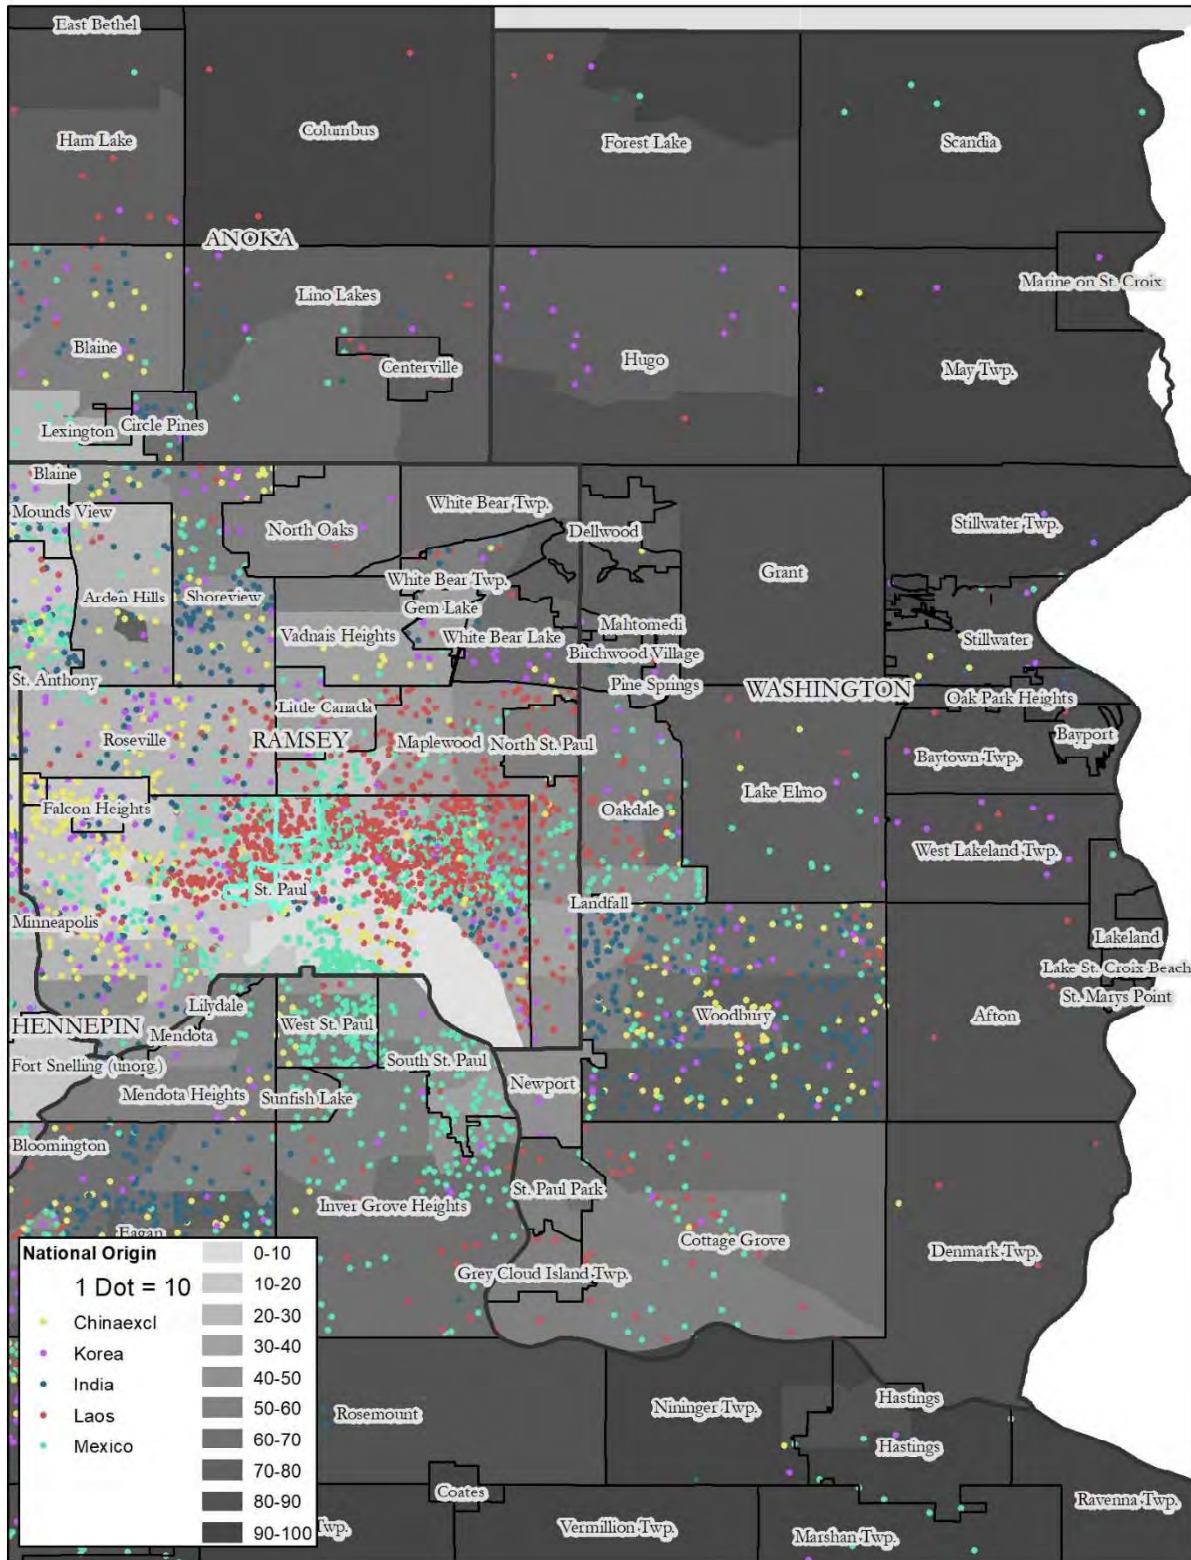 East Bethel
Ham Lake
Columbus
Forest Lake
Scandia
ANOKA
Marine on St. Croix
Lino Lakes
Blaine
Centerville
Hugo
May Twp.
Lexington
Circle Pines
Blaine
Mounds View
White Bear Twp.
North Oaks
Dellwood
Stillwater Twp.
Grant
White Bear Twp.
Arden Hills
Shoreview
Gem Lake
Vadnais Heights
White Bear Lake
Mahtomedi
Stillwater
Birchwood Village
St. Anthony
Pine Springs
WASHINGTON
Oak Park Heights
Little Canada
Roseville
RAMSEY
Maplewood
North St. Paul
Bayport
Baytown Twp.
Falcon Heights
Oakdale
Lake Elmo
West Lakeland Twp.
St. Paul
Landfall
Minneapolis
Lakeland
Lake St. Croix Beach
St. Marys Point
Lilydale
Woodbury
Afton
HENNEPIN
Mendota
West St. Paul
South St. Paul
Fort Snelling (unorg.)
Newport
Mendota Heights
Sunfish Lake
Bloomington
St. Paul Park
Inver Grove Heights
Eagan
Cottage Grove
Denmark Twp.
Grey Cloud Island Twp.
National Origin
1 Dot = 10
Chinaexcl
Korea
India
Laos
Mexico
0-10
10-20
20-30
30-40
40-50
50-60
60-70
70-80
80-90
90-100
Rosemount
Nininger Twp.
Hastings
Hastings
Coates
Ravenna Twp.
Twp.
Vermillion Twp.
Marshan Twp.